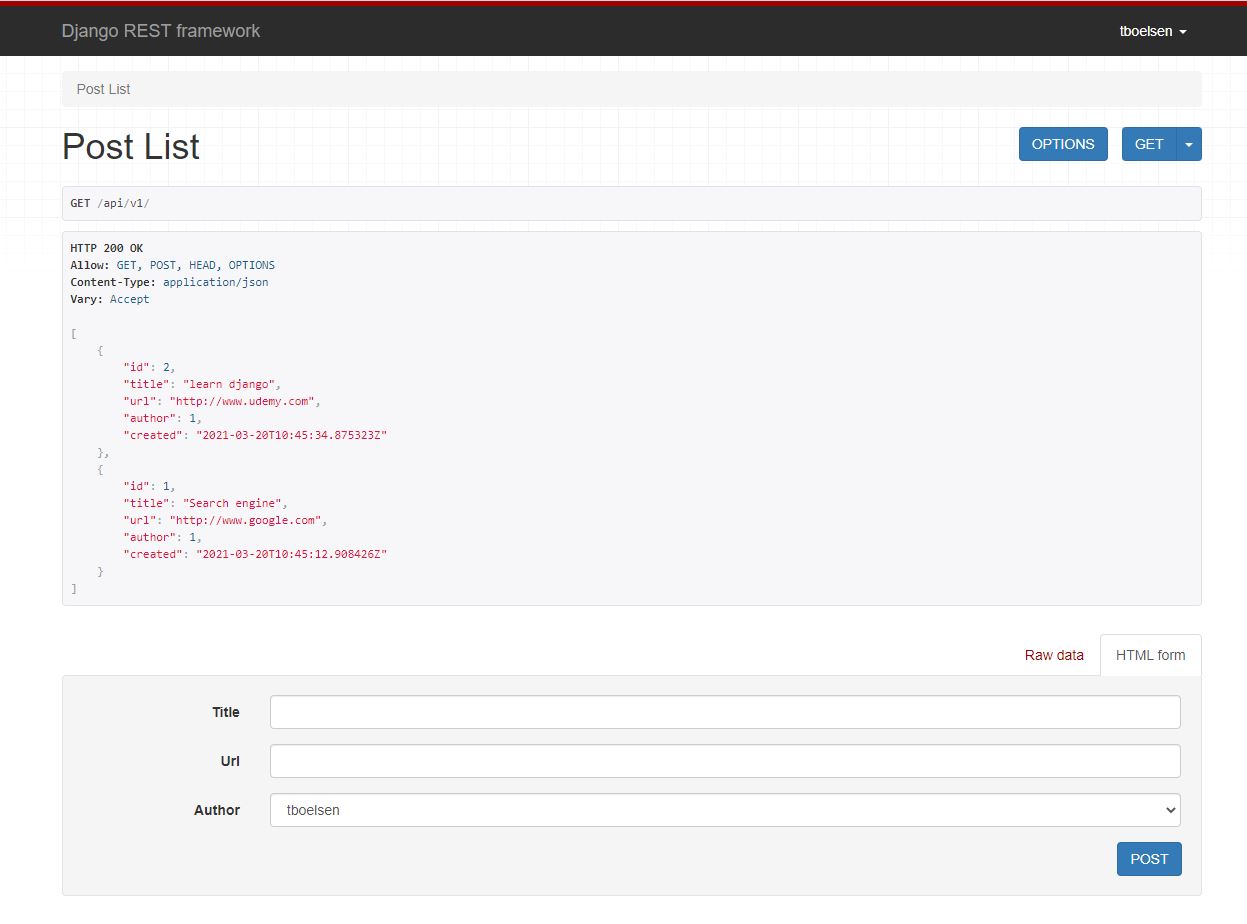 Django REST framework
tboelsen
Post List
Post List
OPTIONS
GET
GET /api/v1/
HTTP 200 OK
Allow: GET, POST, HEAD, OPTIONS
Content-Type: application/json
Vary: Accept
[
    {
        "id": 2,
        "title": "learn django",
        "url": "http://www.udemy.com",
        "author": 1,
        "created": "2021-03-20T10:45:34.875323Z"
    },
    {
        "id": 1,
        "title": "Search engine",
        "url": "http://www.google.com",
        "author": 1,
        "created": "2021-03-20T10:45:12.908426Z"
    }
]
Raw data
HTML form
Title
Url
Author
tboelsen
POST